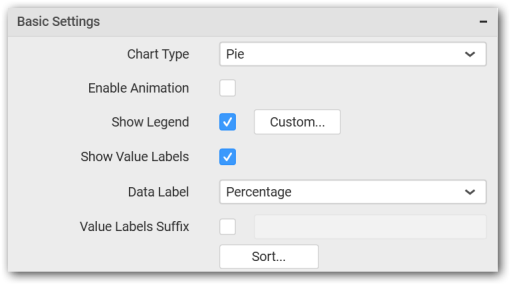 Basic Settings
Chart Type Pie
Enable Animation
Show Legend Custom...
Show Value Labels
Data Label Percentage
Value Labels Suffix
Sort...